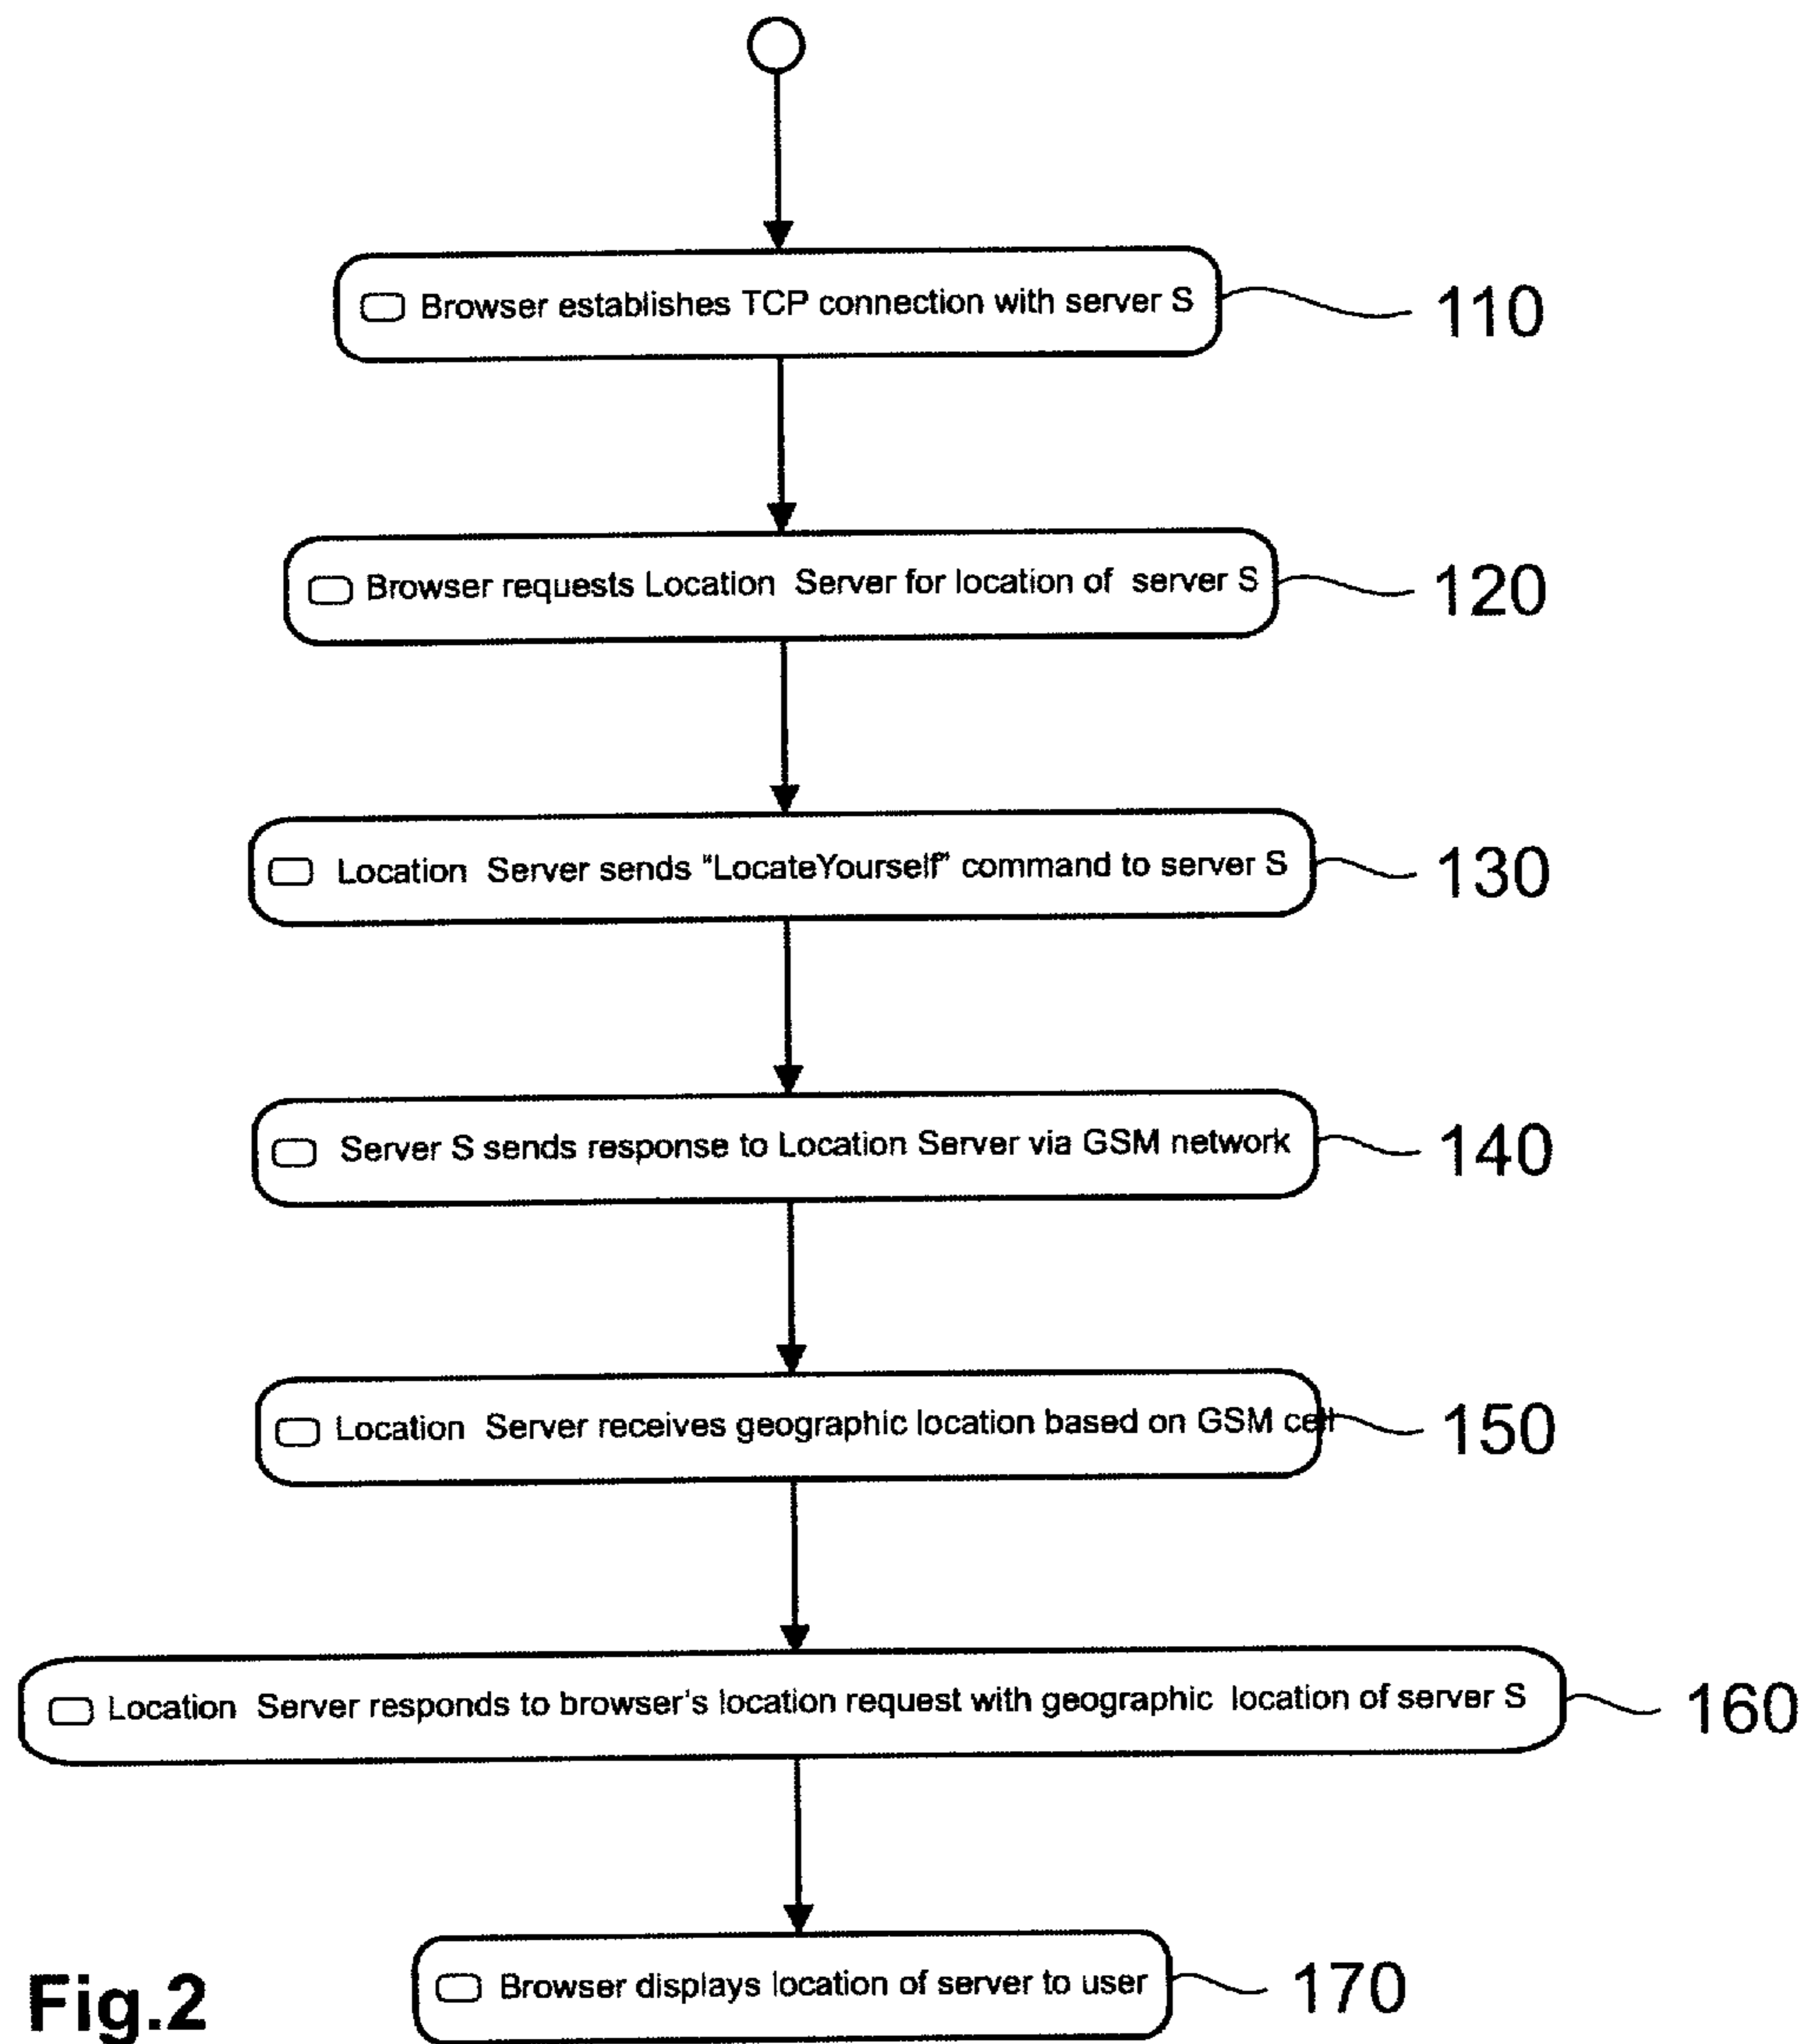 Browser establishes TCP connection with server S
110
Browser requests Location Server for location of server S
120
Location Server sends "LocateYourself" command to server S
130
Server S sends response to Location Server via GSM network
140
Location Server receives geographic location based on GSM cell
150
Location Server responds to browser's location request with geographic location of server S
160
Browser displays location of server to user
170
Fig.2